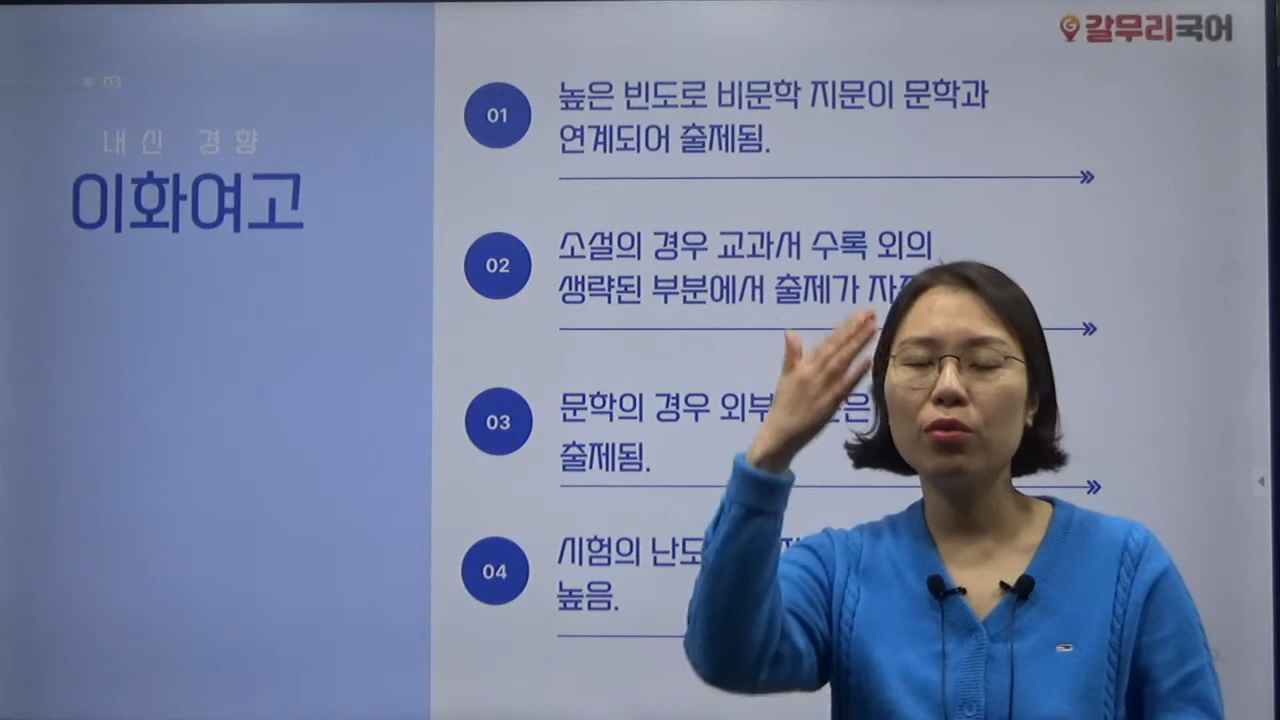 갈무리국어
03
내신 경향
이화여고
01
높은 빈도로 비문학 지문이 문학과
연계되어 출제됨.
02
소설의 경우 교과서 수록 외의
생략된 부분에서 출제가
03
문학의 경우 외부
출제됨.
04
시험의
높음.